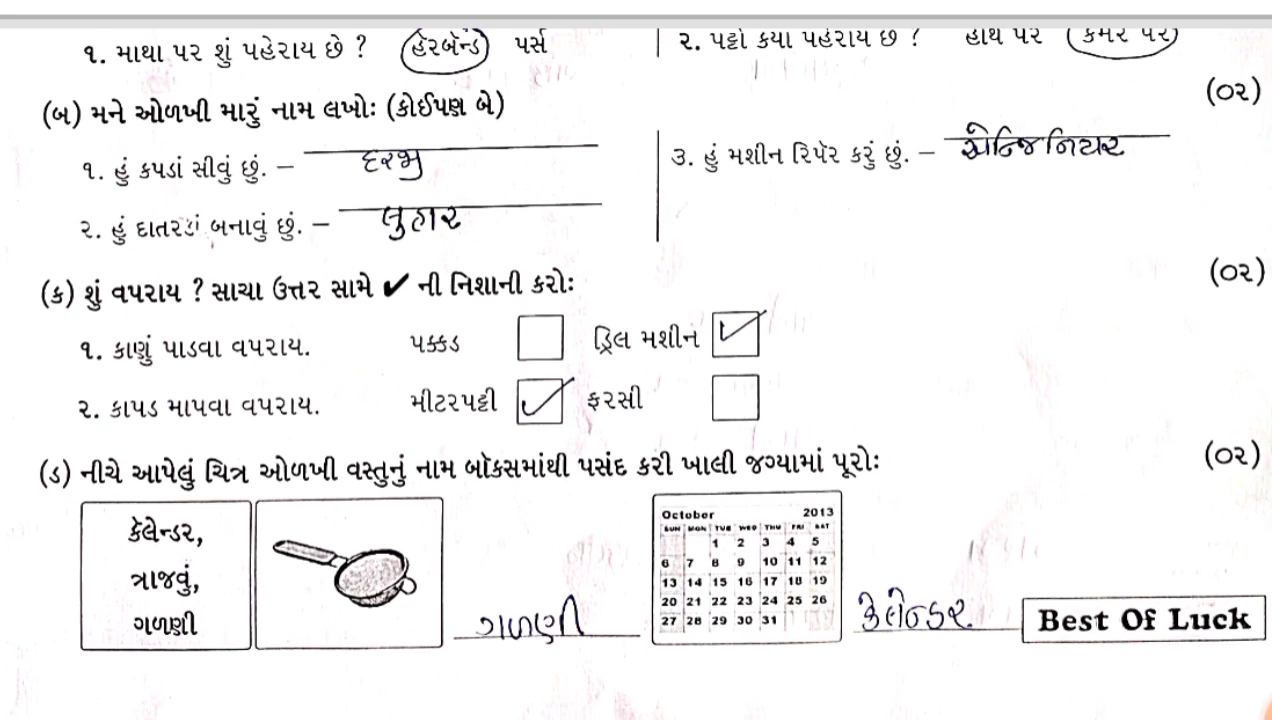 ૧. માથા પર શું પહેરાય છે ? હૅરબૅન્ડ પર્સ
૨. પટ્ટો કયા પહેરાય છે ? હાથ પર કમર પર
(બ) મને ઓળખી મારું નામ લખોઃ (કોઈપણ બે) (૦૨)
૧. હું કપડાં સીવું છું. – દરજી
૩. હું મશીન રિપૅર કરું છું. – એન્જિનિયર
૨. હું દાતરડાં બનાવું છું. – લુહાર
(ક) શું વપરાય ? સાચા ઉત્તર સામે ✔ ની નિશાની કરોઃ (૦૨)
૧. કાણું પાડવા વપરાય. પક્કડ ડ્રિલ મશીન ✓
૨. કાપડ માપવા વપરાય. મીટરપટ્ટી ✓ ફરસી
(ડ) નીચે આપેલું ચિત્ર ઓળખી વસ્તુનું નામ બૉક્સમાંથી પસંદ કરી ખાલી જગ્યામાં પૂરોઃ (૦૨)
કૅલેન્ડર,
ત્રાજવું,
ગળણી
ગળણી
October 2013
SUN MON TUE WED THU FRI SAT
1 2 3 4 5
6 7 8 9 10 11 12
13 14 15 16 17 18 19
20 21 22 23 24 25 26
27 28 29 30 31
કેલેન્ડર
Best Of Luck